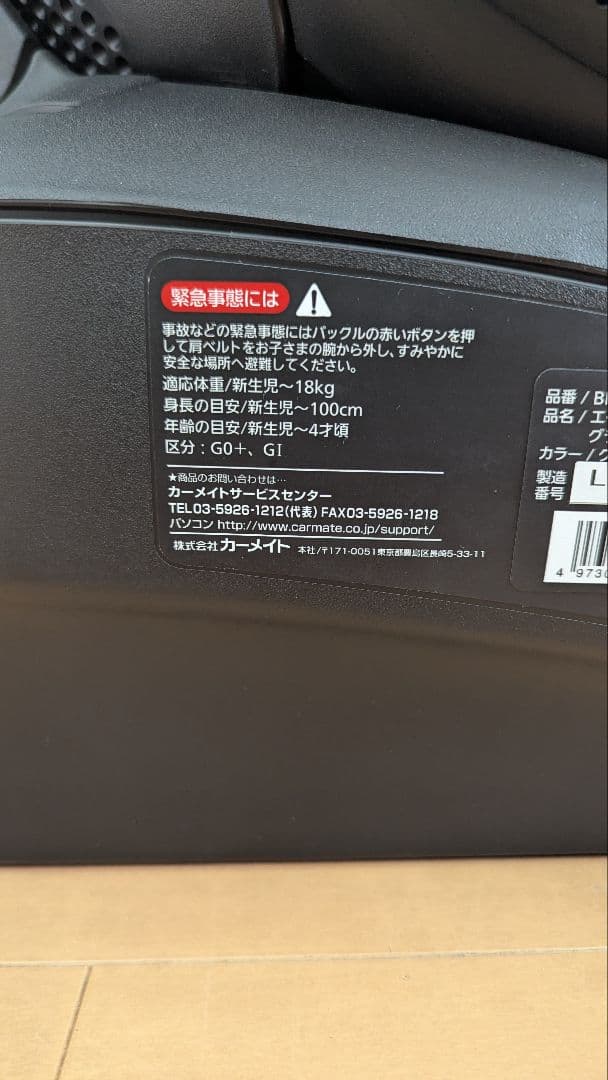 緊急事態には
事故などの緊急事態にはバックルの赤いボタンを押
して肩ベルトをお子さまの腕から外し、すみやかに
安全な場所へ避難してください。
適応体重/新生児～18kg
身長の目安/新生児～100cm
年齢の目安/新生児～4才頃
区分：G0＋、GⅠ
★商品のお問い合わせは…
カーメイトサービスセンター
TEL03-5926-1212(代表) FAX03-5926-1218
パソコン http://www.carmate.co.jp/support/
株式会社 カーメイト 本社/〒171-0051東京都豊島区長崎5-33-11
品番 / B
品名 / エ
グ
カラー /
製造
番号
L
4 973